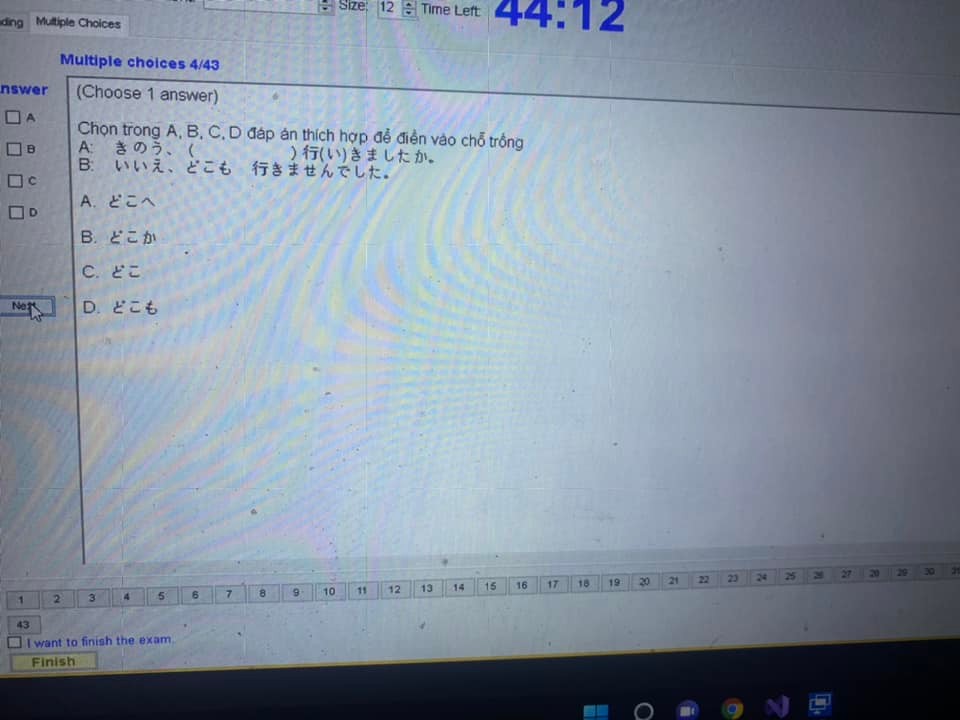 Size: 12 Time Left: 44:12
ding Multiple Choices
Multiple choices 4/43
nswer
(Choose 1 answer)
A
B
C
D
Next
Chọn trong A, B, C, D đáp án thích hợp để điền vào chỗ trống
A: きのう、( )行(い)きましたか。
B: いいえ、どこも 行きませんでした。
A. どこへ
B. どこか
C. どこ
D. どこも
1 2 3 4 5 6 7 8 9 10 11 12 13 14 15 16 17 18 19 20 21 22 23 24 25 26 27 28 29 30
43
I want to finish the exam.
Finish